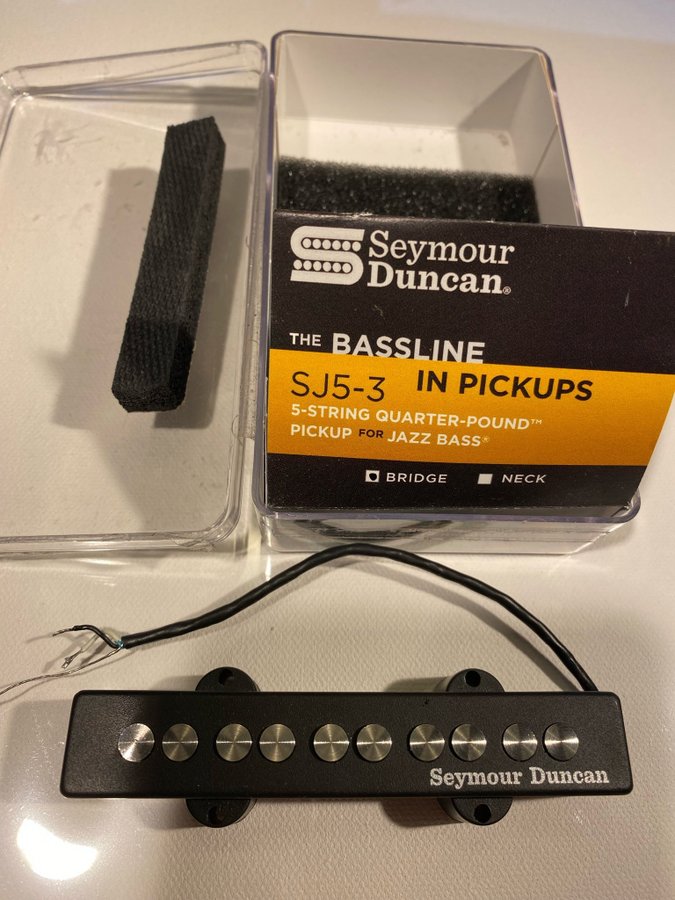 Seymour
Duncan®
THE BASSLINE
SJ5-3 IN PICKUPS
5-STRING QUARTER-POUND™
PICKUP FOR JAZZ BASS®
BRIDGE NECK
Seymour Duncan